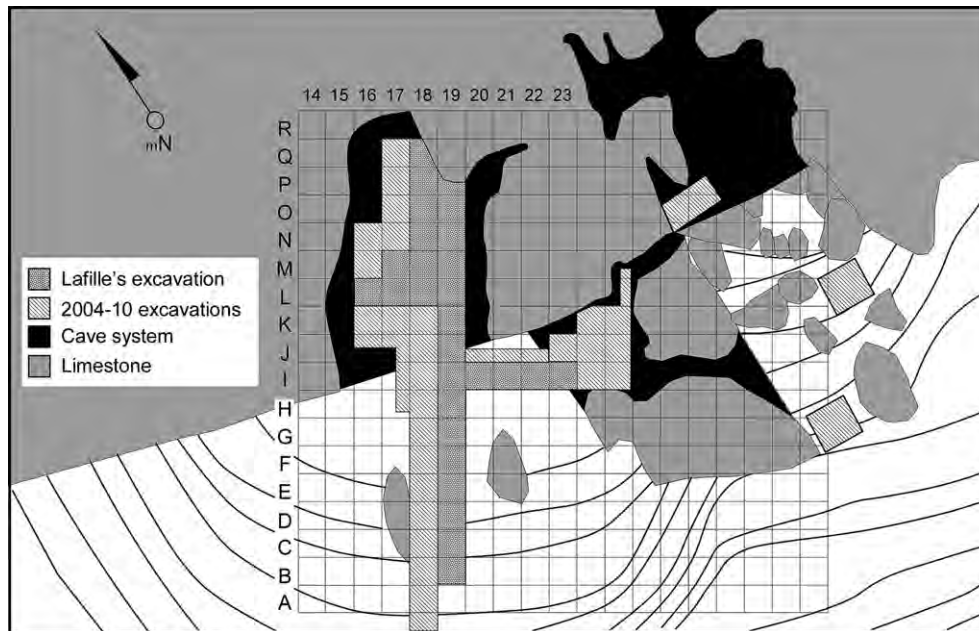 14 15 16 17 18 19 20 21 22 23
R
Q
P
O
N
M
L
K
J
I
H
G
F
E
D
C
B
A
mN
Lafille's excavation
2004-10 excavations
Cave system
Limestone